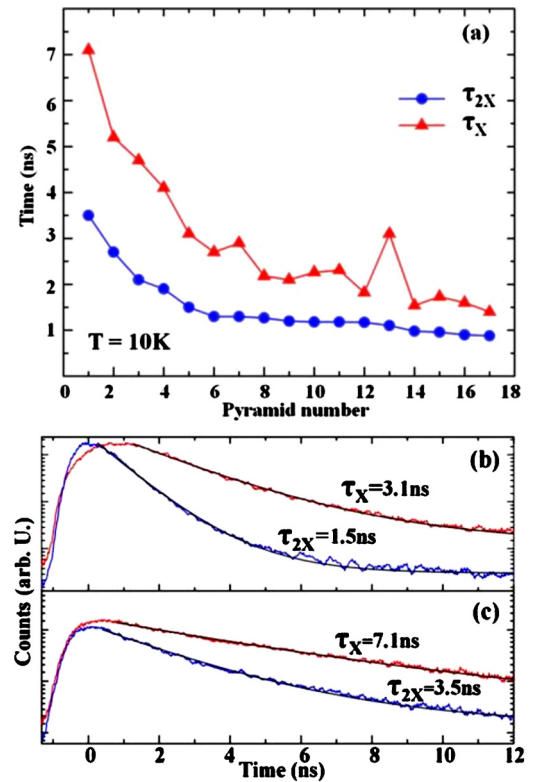 (a)
7
6
5
4
3
2
1
Time (ns)
τ2X
τX
T = 10K
0 2 4 6 8 10 12 14 16 18
Pyramid number
(b)
τX=3.1ns
τ2X=1.5ns
(c)
τX=7.1ns
τ2X=3.5ns
Counts (arb. U.)
0 2 4 6 8 10 12
Time (ns)